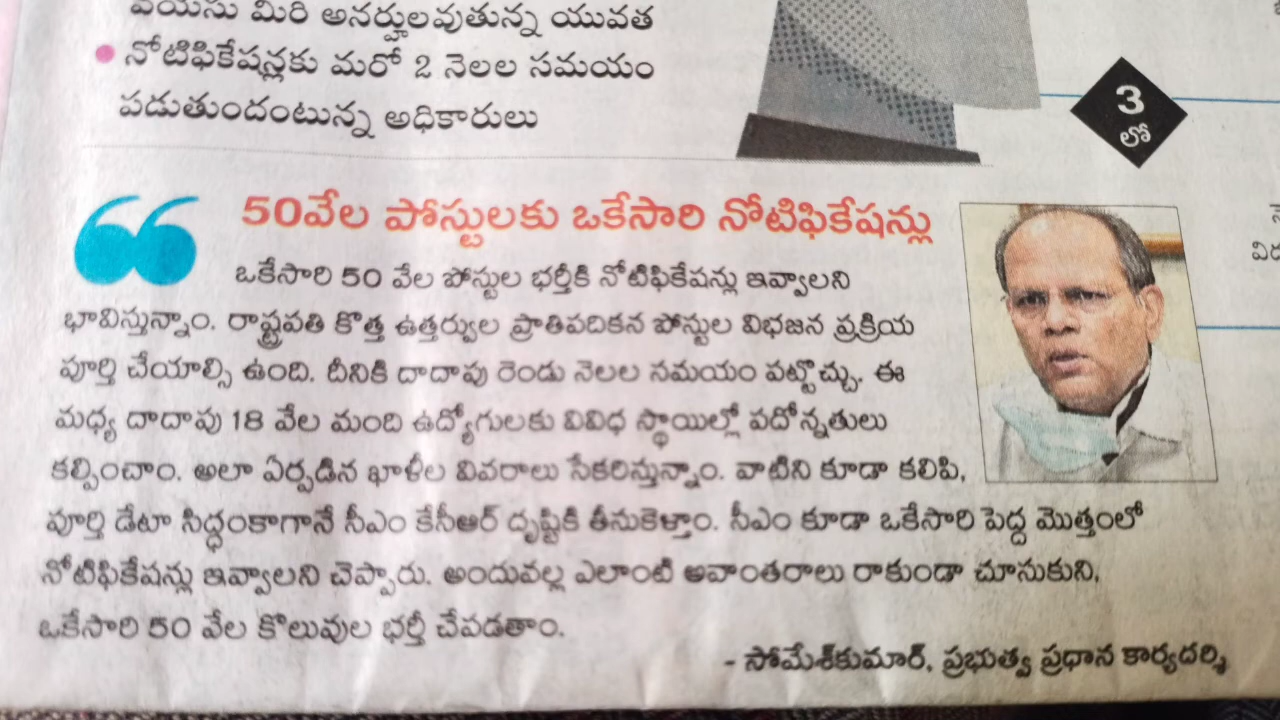 వయసు మీరి అనర్హులవుతున్న యువత
• నోటిఫికేషన్లకు మరో 2 నెలల సమయం
పడుతుందంటున్న అధికారులు
3
లో
50వేల పోస్టులకు ఒకేసారి నోటిఫికేషన్లు
ఒకేసారి 50 వేల పోస్టుల భర్తీకి నోటిఫికేషన్లు ఇవ్వాలని
భావిస్తున్నాం. రాష్ట్రపతి కొత్త ఉత్తర్వుల ప్రాతిపదికన పోస్టుల విభజన ప్రక్రియ
పూర్తి చేయాల్సి ఉంది. దీనికి దాదాపు రెండు నెలల సమయం పట్టొచ్చు. ఈ
మధ్య దాదాపు 18 వేల మంది ఉద్యోగులకు వివిధ స్థాయిల్లో పదోన్నతులు
కల్పించాం. అలా ఏర్పడిన ఖాళీల వివరాలు సేకరిస్తున్నాం. వాటిని కూడా కలిపి,
పూర్తి డేటా సిద్ధంకాగానే సీఎం కేసీఆర్ దృష్టికి తీసుకెళ్తాం. సీఎం కూడా ఒకేసారి పెద్ద మొత్తంలో
నోటిఫికేషన్లు ఇవ్వాలని చెప్పారు. అందువల్ల ఎలాంటి అవాంతరాలు రాకుండా చూసుకుని,
ఒకేసారి 50 వేల కొలువుల భర్తీ చేపడతాం.
- సోమేశ్‌కుమార్, ప్రభుత్వ ప్రధాన కార్యదర్శి